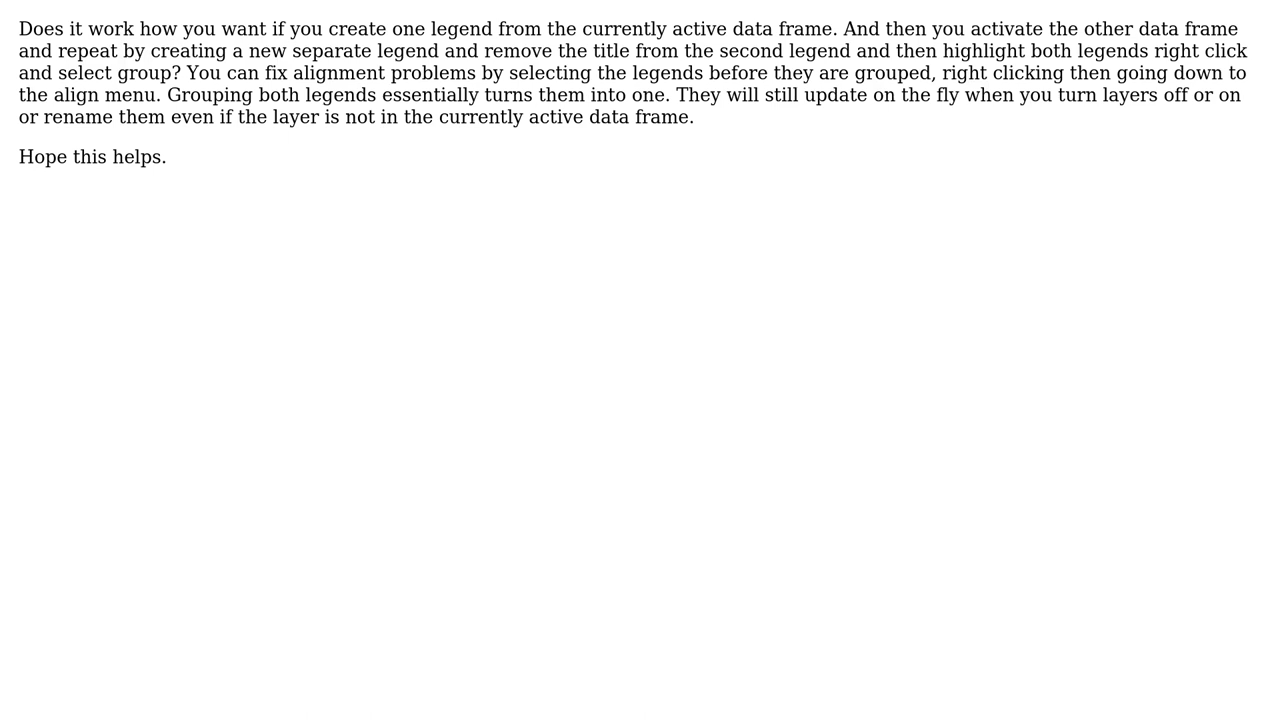 Does it work how you want if you create one legend from the currently active data frame. And then you activate the other data frame
and repeat by creating a new separate legend and remove the title from the second legend and then highlight both legends right click
and select group? You can fix alignment problems by selecting the legends before they are grouped, right clicking then going down to
the align menu. Grouping both legends essentially turns them into one. They will still update on the fly when you turn layers off or on
or rename them even if the layer is not in the currently active data frame.
Hope this helps.